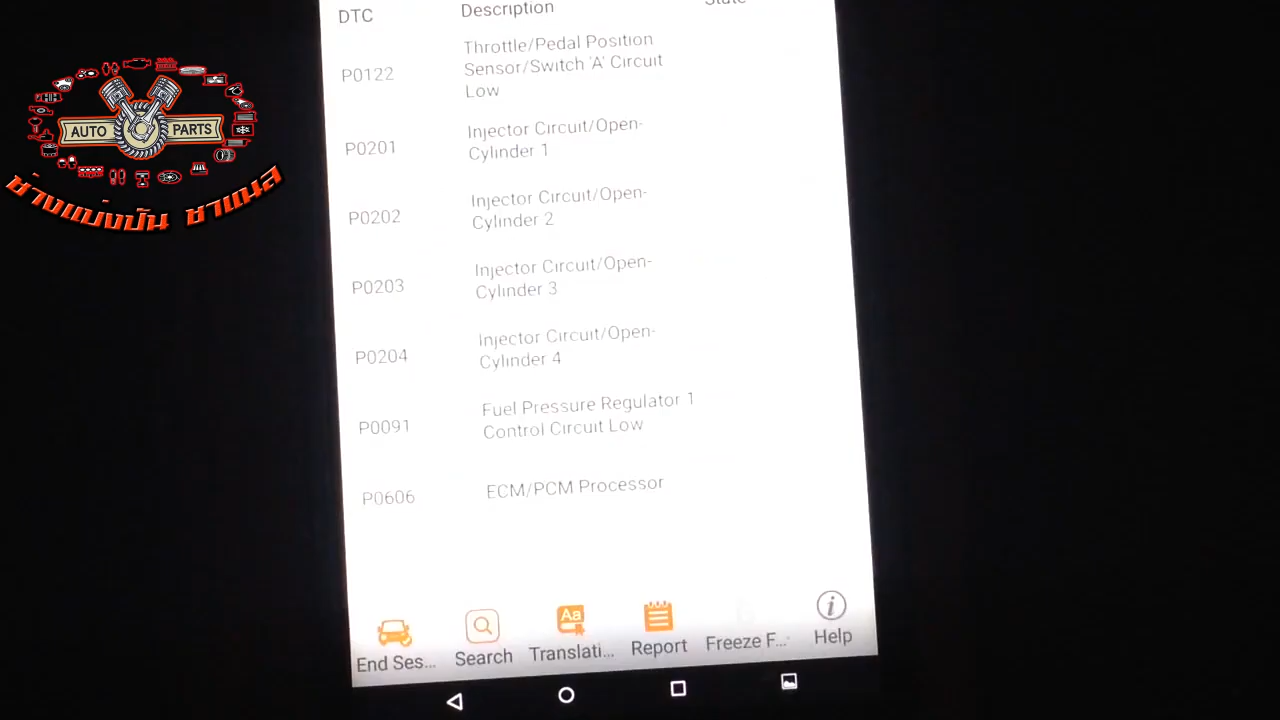 AUTO PARTS
ช่างแบ่งปัน ชาแนล
DTC Description State
P0122 Throttle/Pedal Position
Sensor/Switch 'A' Circuit
Low
P0201 Injector Circuit/Open-
Cylinder 1
P0202 Injector Circuit/Open-
Cylinder 2
P0203 Injector Circuit/Open-
Cylinder 3
P0204 Injector Circuit/Open-
Cylinder 4
P0091 Fuel Pressure Regulator 1
Control Circuit Low
P0606 ECM/PCM Processor
Aa
End Ses... Search Translati... Report Freeze F... Help